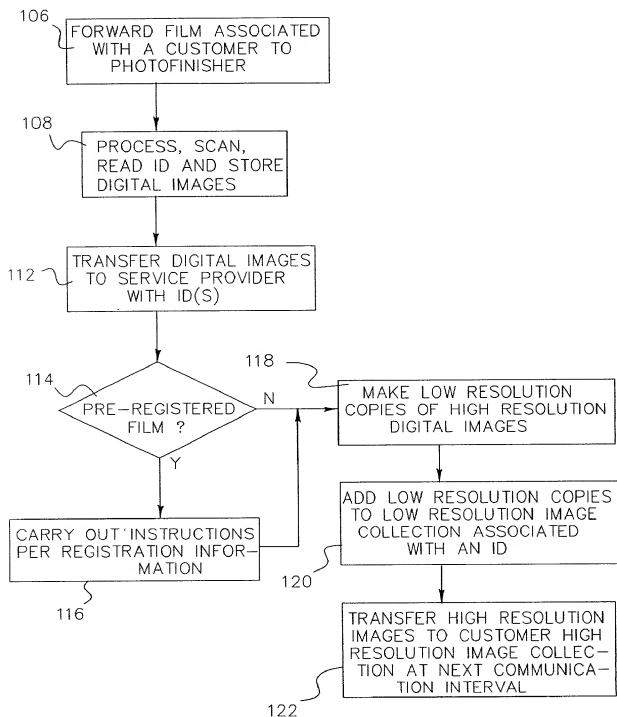 106
FORWARD FILM ASSOCIATED
WITH A CUSTOMER TO
PHOTOFINISHER
108
PROCESS, SCAN,
READ ID AND STORE
DIGITAL IMAGES
112
TRANSFER DIGITAL IMAGES
TO SERVICE PROVIDER
WITH ID(S)
114
PRE-REGISTERED
FILM ?
N
Y
CARRY OUT'INSTRUCTIONS
PER REGISTRATION INFOR-
MATION
116
118
MAKE LOW RESOLUTION
COPIES OF HIGH RESOLUTION
DIGITAL IMAGES
ADD LOW RESOLUTION COPIES
TO LOW RESOLUTION IMAGE
COLLECTION ASSOCIATED
WITH AN ID
120
TRANSFER HIGH RESOLUTION
IMAGES TO CUSTOMER HIGH
RESOLUTION IMAGE COLLEC-
TION AT NEXT COMMUNICA-
TION INTERVAL
122